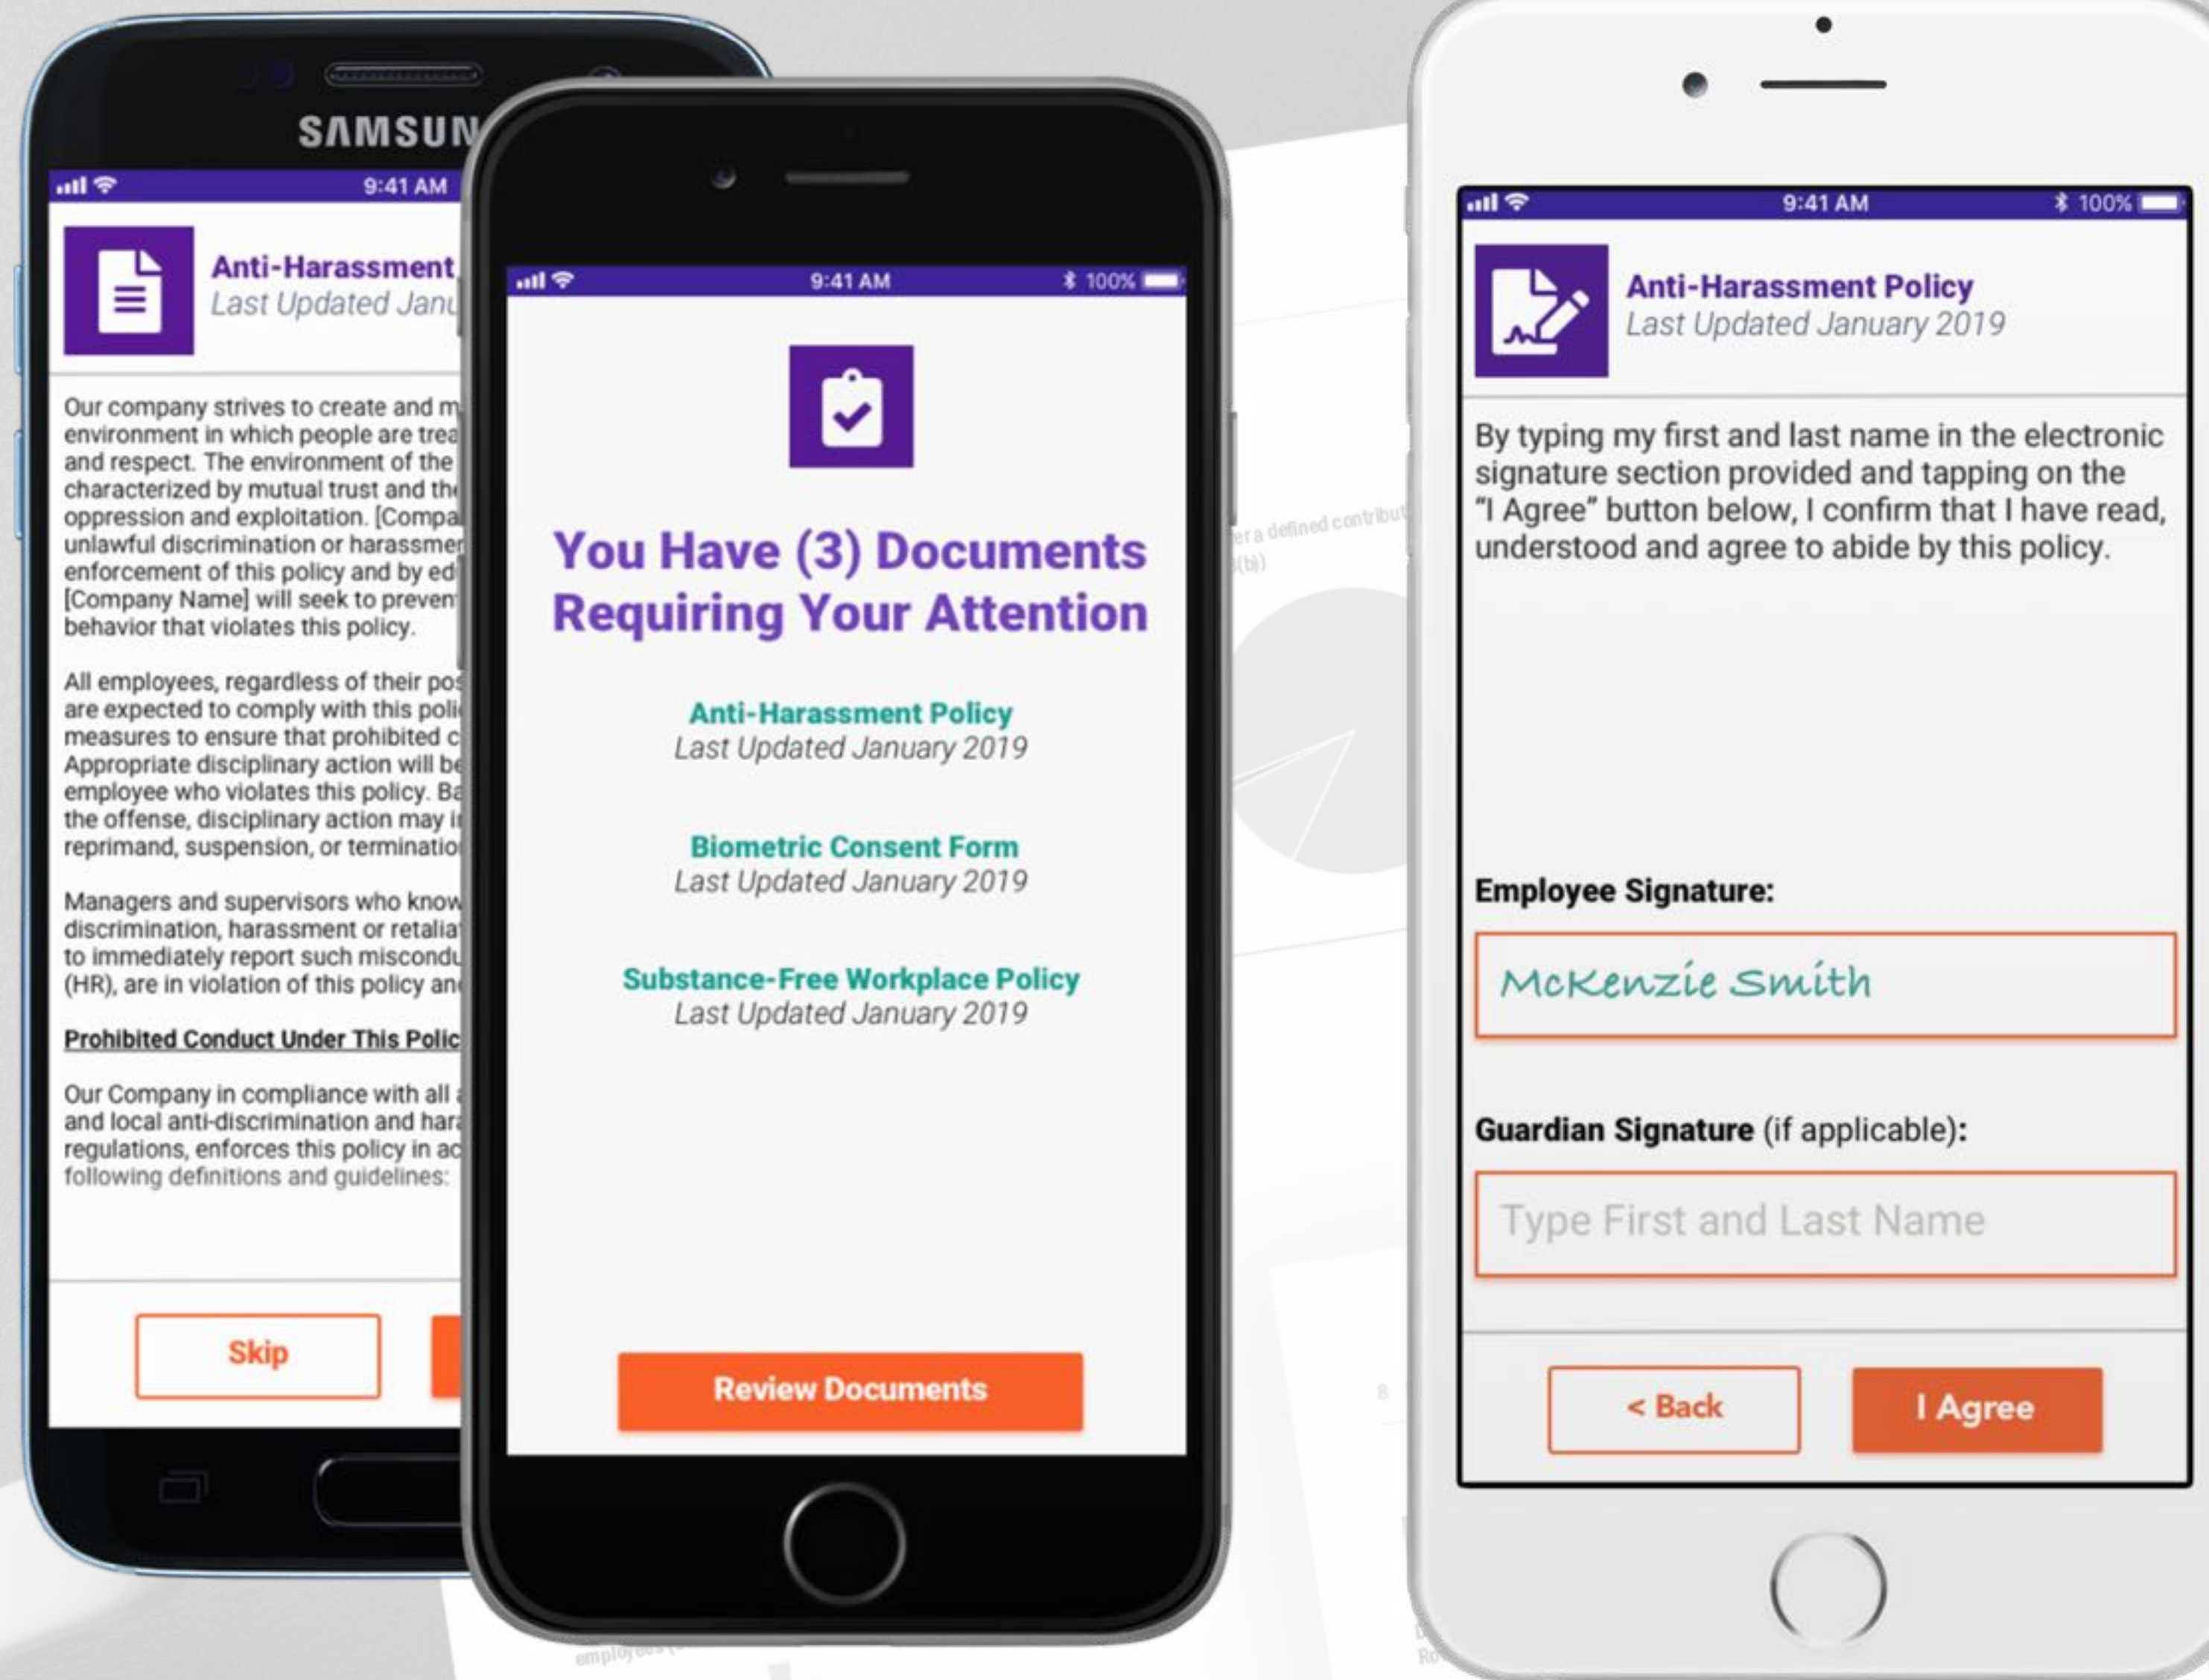 SAMSUN
9:41 AM
Anti-Harassment
Last Updated Janu
Our company strives to create and m
environment in which people are trea
and respect. The environment of the
characterized by mutual trust and the
oppression and exploitation. [Compa
unlawful discrimination or harassmen
enforcement of this policy and by ed
[Company Name] will seek to prevent
behavior that violates this policy.
All employees, regardless of their pos
are expected to comply with this poli
measures to ensure that prohibited c
Appropriate disciplinary action will be
employee who violates this policy. Ba
the offense, disciplinary action may i
reprimand, suspension, or terminatio
Managers and supervisors who know
discrimination, harassment or retalia
to immediately report such miscondu
(HR), are in violation of this policy and
Prohibited Conduct Under This Polic
Our Company in compliance with all
and local anti-discrimination and hara
regulations, enforces this policy in ac
following definitions and guidelines:
Skip
9:41 AM 100%
You Have (3) Documents
Requiring Your Attention
Anti-Harassment Policy
Last Updated January 2019
Biometric Consent Form
Last Updated January 2019
Substance-Free Workplace Policy
Last Updated January 2019
Review Documents
er a defined contribut
(b))
8
employees
9:41 AM 100%
Anti-Harassment Policy
Last Updated January 2019
By typing my first and last name in the electronic
signature section provided and tapping on the
“I Agree” button below, I confirm that I have read,
understood and agree to abide by this policy.
Employee Signature:
McKenzie Smith
Guardian Signature (if applicable):
Type First and Last Name
< Back
I Agree